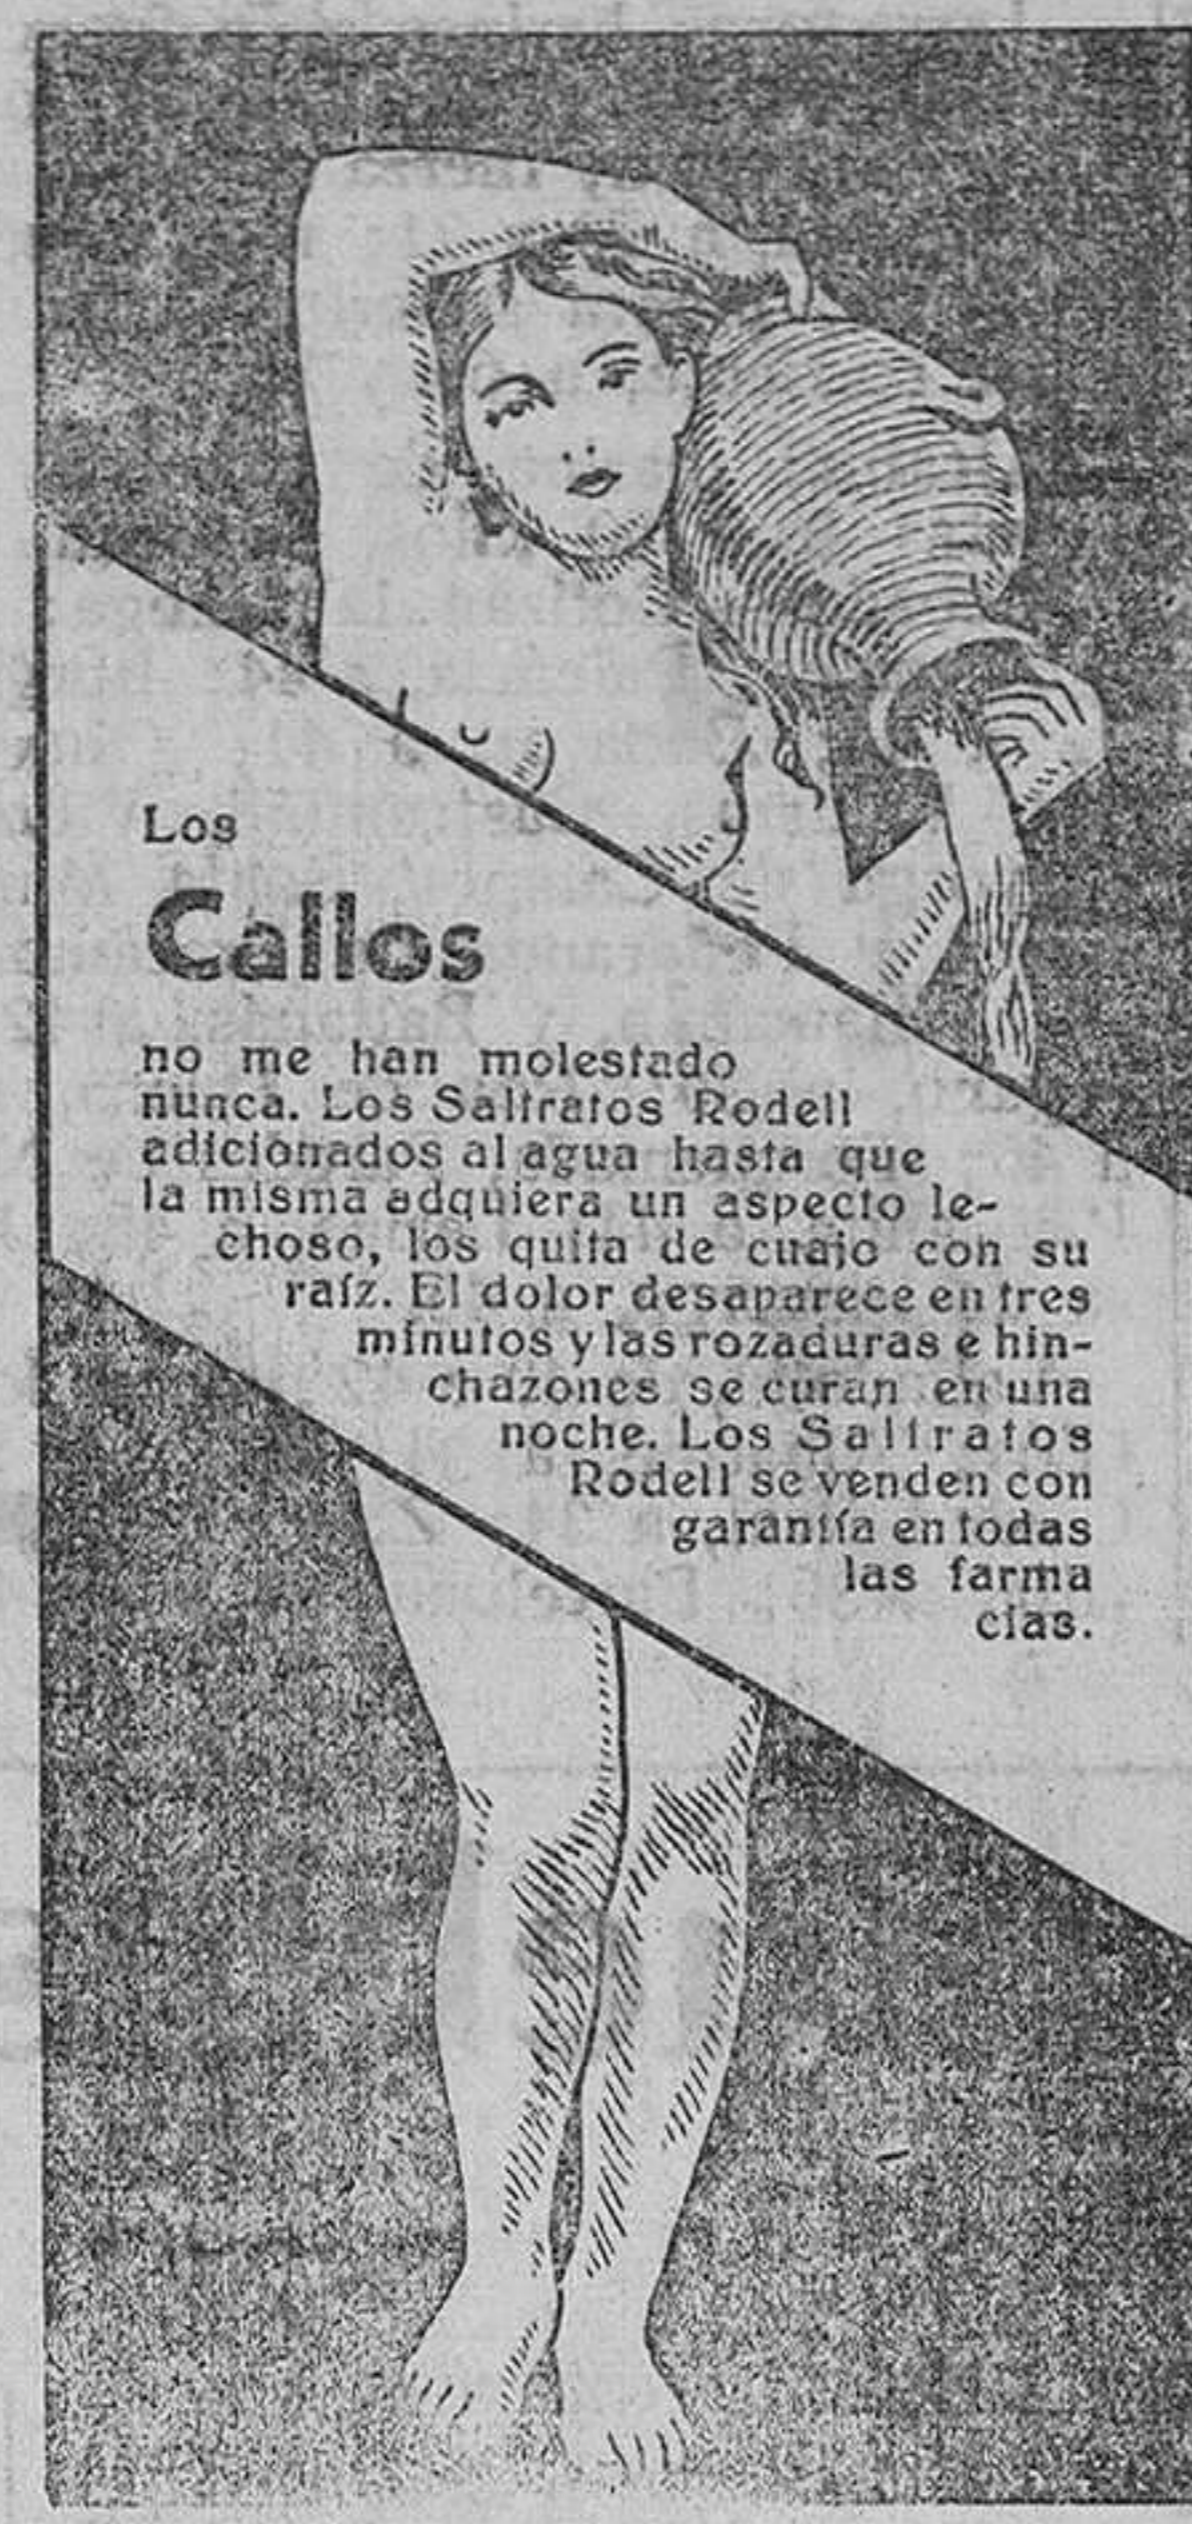 Los
Callos
no me han molestado
nunca. Los Saltratos Rodell
adicionados al agua hasta que
la misma adquiera un aspecto le-
choso, los quita de cuajo con su
raíz. El dolor desaparece en tres
minutos y las rozaduras e hin-
chazones se curan en una
noche. Los Saltratos
Rodell se venden con
garantía en todas
las farma
cias.